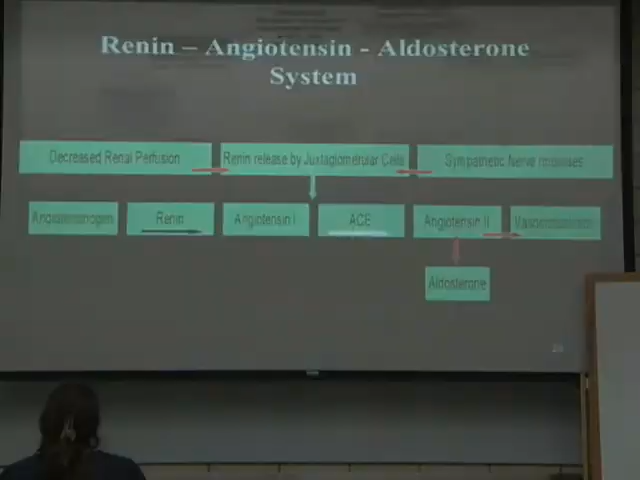 Renin – Angiotensin - Aldosterone
System
Decreased Renal Perfusion
Renin release by Juxtaglomerular Cells
Sympathetic Nerve Impulses
Angiotensinogen
Renin
Angiotensin I
ACE
Angiotensin II
Vasoconstriction
Aldosterone